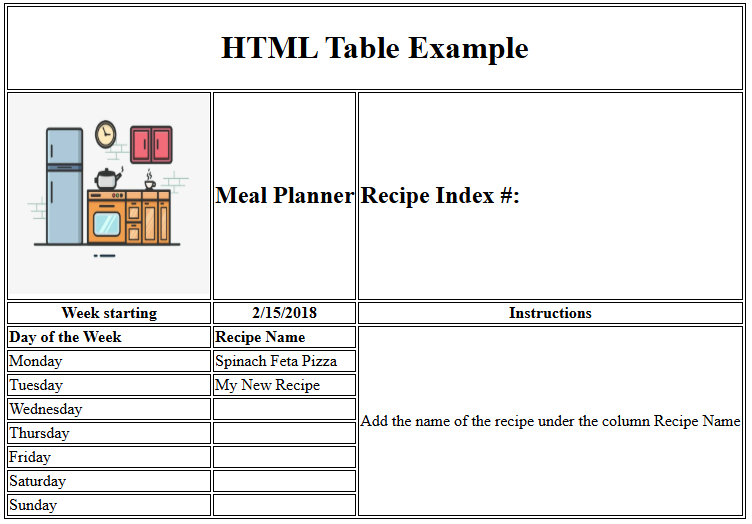 HTML Table Example
Meal Planner
Recipe Index #:
Week starting
2/15/2018
Instructions
Day of the Week
Recipe Name
Add the name of the recipe under the column Recipe Name
Monday
Spinach Feta Pizza
Tuesday
My New Recipe
Wednesday
Thursday
Friday
Saturday
Sunday